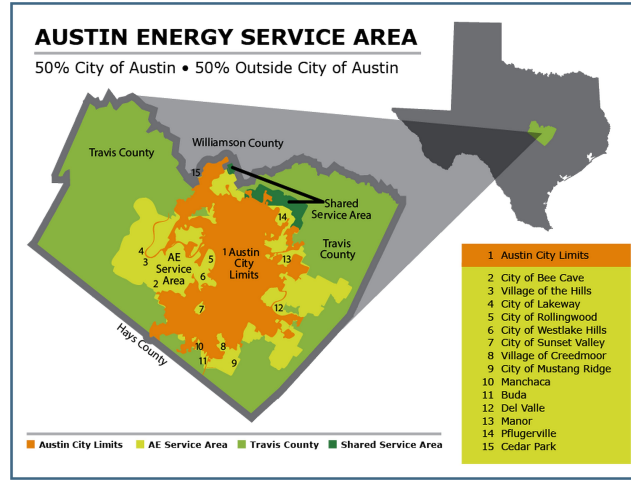 AUSTIN ENERGY SERVICE AREA
50% City of Austin • 50% Outside City of Austin
Williamson County
Travis County
15
Shared
Service Area
14
Travis
County
4
3
2
AE
Service
Area
5
6
1 Austin
City
Limits
13
7
12
Hays County
10
8
11
9
1 Austin City Limits
2 City of Bee Cave
3 Village of the Hills
4 City of Lakeway
5 City of Rollingwood
6 City of Westlake Hills
7 City of Sunset Valley
8 Village of Creedmoor
9 City of Mustang Ridge
10 Manchaca
11 Buda
12 Del Valle
13 Manor
14 Pflugerville
15 Cedar Park
Austin City Limits
AE Service Area
Travis County
Shared Service Area